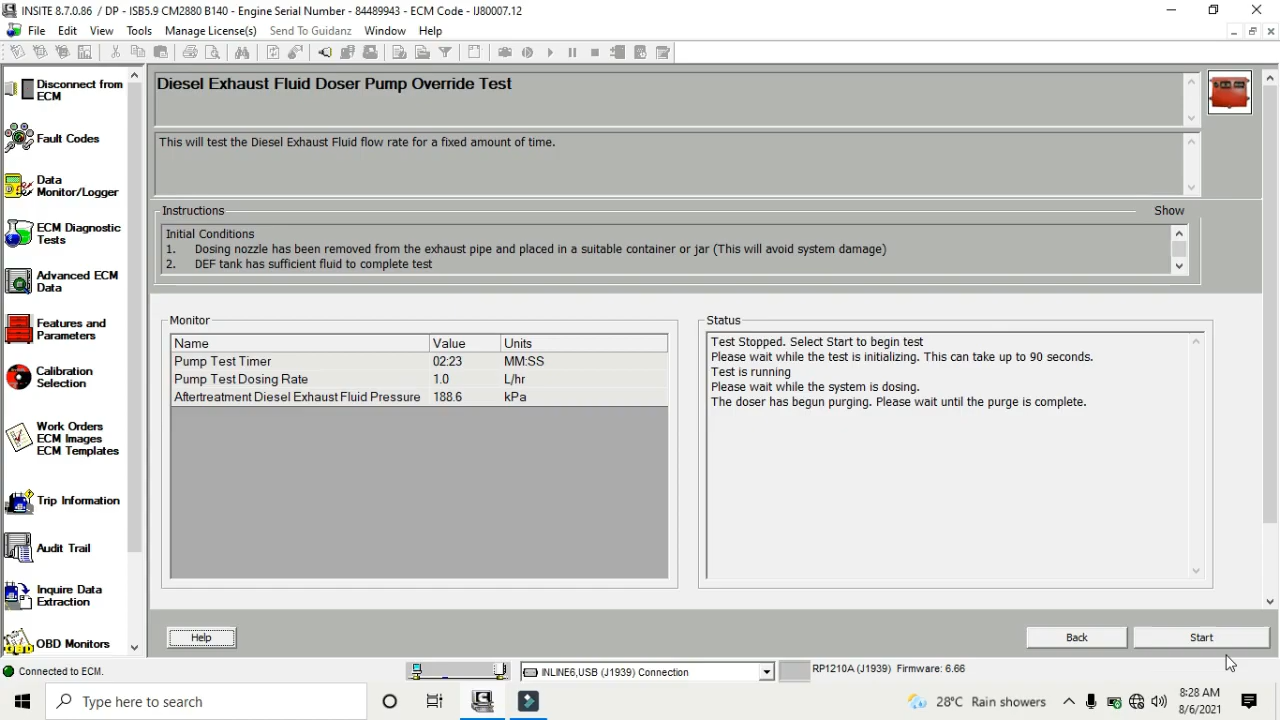 INSITE 8.7.0.86 / DP - ISB5.9 CM2880 B140 - Engine Serial Number - 84489943 - ECM Code - IJ80007.12
File Edit View Tools Manage License(s) Send To Guidanz Window Help
Disconnect from
ECM
Fault Codes
Data
Monitor/Logger
ECM Diagnostic
Tests
Advanced ECM
Data
Features and
Parameters
Calibration
Selection
Work Orders
ECM Images
ECM Templates
Trip Information
Audit Trail
Inquire Data
Extraction
OBD Monitors
Diesel Exhaust Fluid Doser Pump Override Test
This will test the Diesel Exhaust Fluid flow rate for a fixed amount of time.
Instructions Show
Initial Conditions
1. Dosing nozzle has been removed from the exhaust pipe and placed in a suitable container or jar (This will avoid system damage)
2. DEF tank has sufficient fluid to complete test
Monitor
Name Value Units
Pump Test Timer 02:23 MM:SS
Pump Test Dosing Rate 1.0 L/hr
Aftertreatment Diesel Exhaust Fluid Pressure 188.6 kPa
Status
Test Stopped. Select Start to begin test
Please wait while the test is initializing. This can take up to 90 seconds.
Test is running
Please wait while the system is dosing.
The doser has begun purging. Please wait until the purge is complete.
Help Back Start
Connected to ECM. INLINE6,USB (J1939) Connection RP1210A (J1939) Firmware: 6.66
Type here to search 28°C Rain showers 8:28 AM
8/6/2021